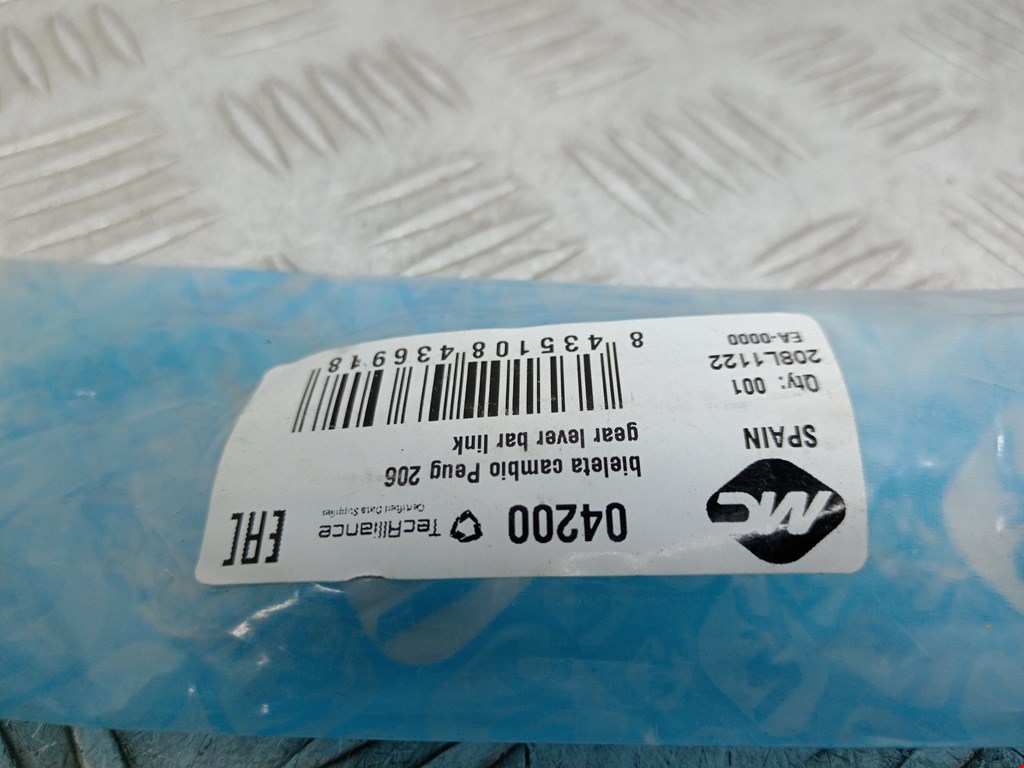 MC
SPAIN
Qty: 001
208L1122
EA-0000
04200
TecAlliance
Certified Data Supplier
EAC
bieleta cambio Peug 206
gear lever bar link
8 435108 436918